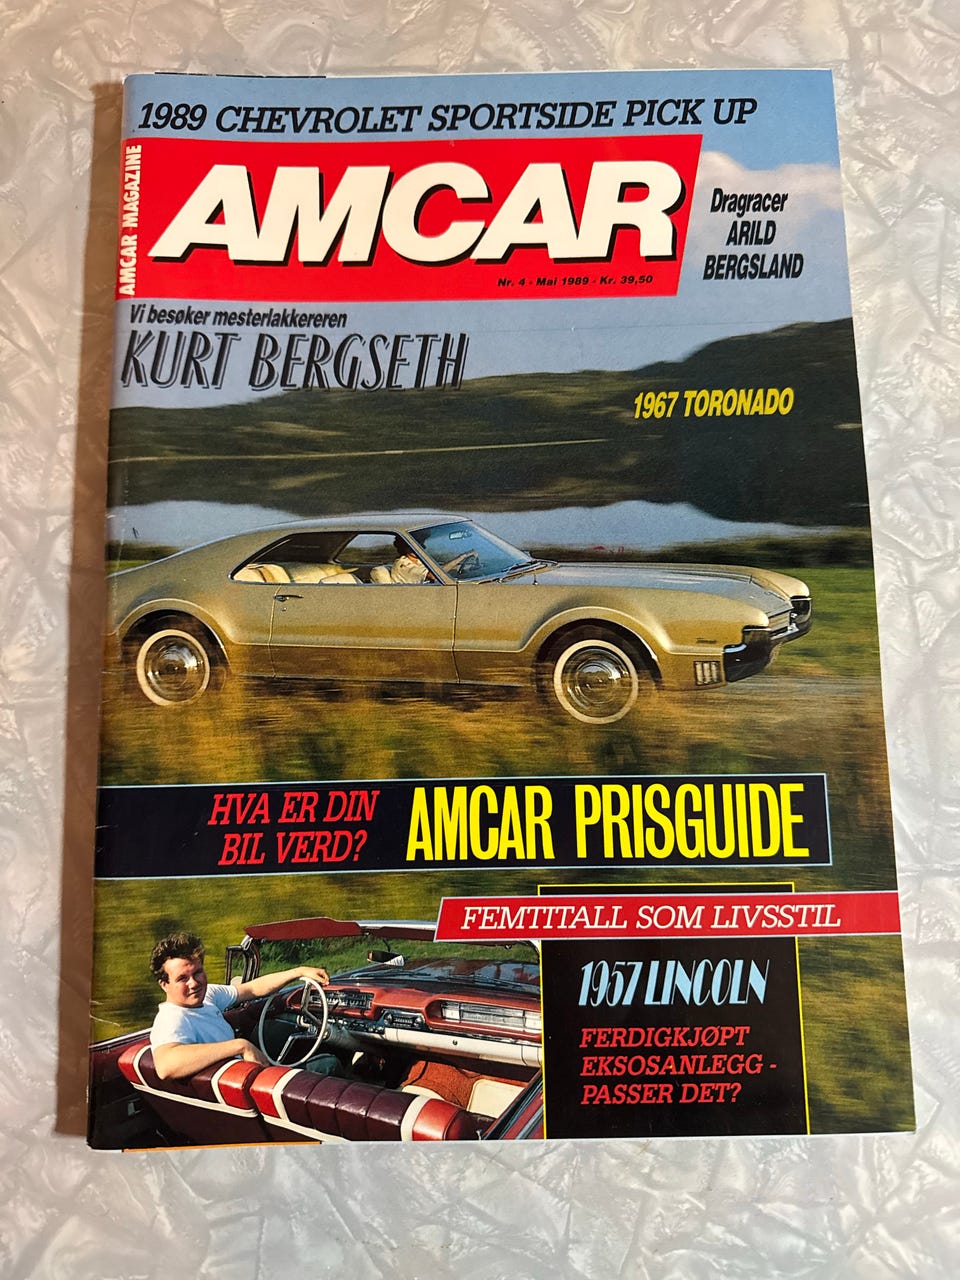 1989 CHEVROLET SPORTSIDE PICK UP
AMCAR MAGAZINE
AMCAR
Nr. 4 - Mai 1989 - Kr. 39,50
Dragracer
ARILD
BERGSLAND
Vi besøker mesterlakkereren
KURT BERGSETH
1967 TORONADO
HVA ER DIN
BIL VERD?
AMCAR PRISGUIDE
FEMTITALL SOM LIVSSTIL
1957 LINCOLN
FERDIGKJØPT
EKSOSANLEGG -
PASSER DET?